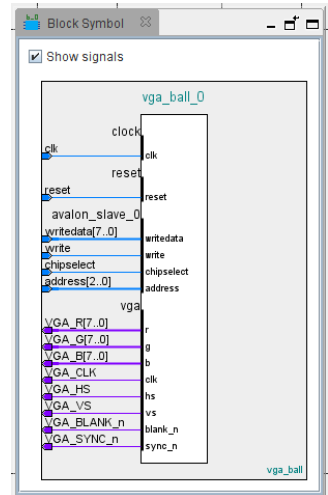 Block Symbol
Show signals
vga_ball_0
clock
clk
clk
reset
reset
reset
avalon_slave_0
writedata[7..0]
writedata
write
write
chipselect
chipselect
address[2..0]
address
vga
VGA_R[7..0]
r
VGA_G[7..0]
g
VGA_B[7..0]
b
VGA_CLK
clk
VGA_HS
hs
VGA_VS
vs
VGA_BLANK_n
blank_n
VGA_SYNC_n
sync_n
vga_ball